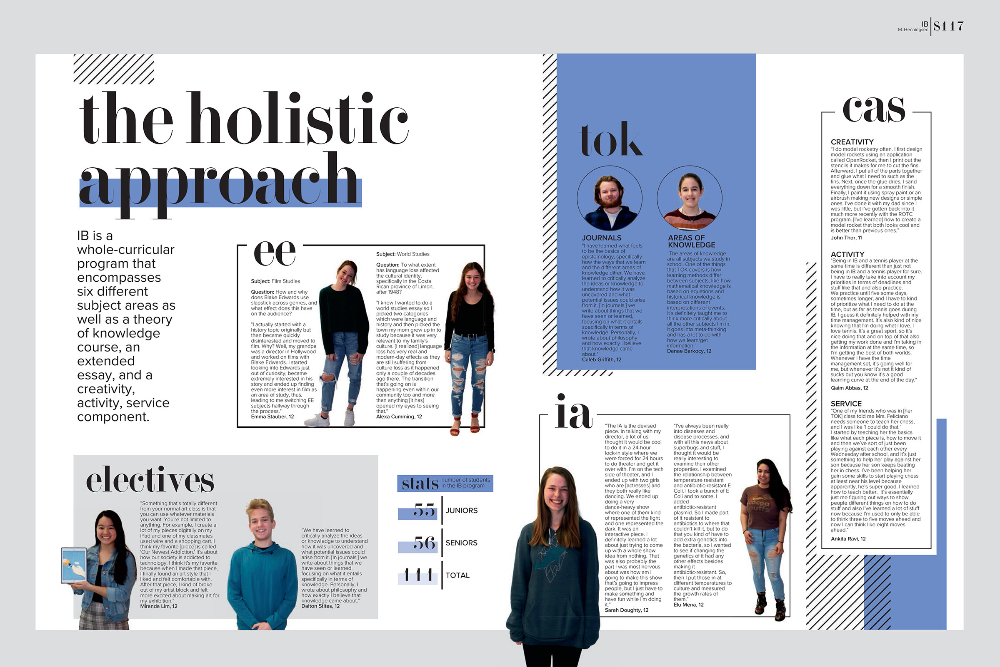 IB
M. Henningsen
S117
the holistic
approach
IB is a
whole-curricular
program that
encompasses
six different
subject areas as
well as a theory
of knowledge
course, an
extended
essay, and a
creativity,
activity, service
component.
ee
Subject: Film Studies
Question: How and why
does Blake Edwards use
slapstick across genres, and
what effect does this have
on the audience?
"I actually started with a
history topic originally but
then became quickly
disinterested and moved to
film. Why? Well, my grandpa
was a director in Hollywood
and worked on films with
Blake Edwards. I started
looking into Edwards just
out of curiosity, became
extremely interested in his
story and ended up finding
even more interest in film as
an area of study, thus,
leading to me switching EE
subjects halfway through
the process."
Emma Stauber, 12
Subject: World Studies
Question: To what extent
has language loss affected
the cultural identity,
specifically in the Costa
Rican province of Limon,
after 1948?
"I knew I wanted to do a
world studies essay so I
picked two categories
which were language and
history and then picked the
town my mom grew up in to
study because it was very
relevant to my family's
culture. [I realized] language
loss has very real and
modern-day effects as they
are still suffering from
culture loss as it happened
only a couple of decades
ago there. The transition
that's going on is
happening even within our
community too and more
than anything [it has]
opened my eyes to seeing
that."
Alexa Cumming, 12
electives
"Something that's totally different
from your normal art class is that
you can use whatever materials
you want. You're not limited to
anything. For example, I create a
lot of my pieces digitally on my
iPad and one of my classmates
used wire and a shopping cart. I
think my favorite [piece] is called
'Our Newest Addiction.' It's about
how our society is addicted to
technology. I think it's my favorite
because when I made that piece,
I finally found an art style that I
liked and felt comfortable with.
After that piece, I kind of broke
out of my artist block and felt
more excited about making art for
my exhibition."
Miranda Lim, 12
"We have learned to
critically analyze the ideas
or knowledge to understand
how it was uncovered and
what potential issues could
arise from it. [In journals,] we
write about things that we
have seen or learned,
focusing on what it entails
specifically in terms of
knowledge. Personally, I
wrote about philosophy and
how exactly I believe that
knowledge came about."
Dalton Stites, 12
stats
number of students
in the IB program
55 JUNIORS
56 SENIORS
111 TOTAL
tok
JOURNALS
"I have learned what feels
to be the basics of
epistemology, specifically
how the ways that we learn
and the different areas of
knowledge differ. We have
learned to critically analyze
the ideas or knowledge to
understand how it was
uncovered and what
potential issues could arise
from it. [In journals,] we
write about things that we
have seen or learned,
focusing on what it entails
specifically in terms of
knowledge. Personally, I
wrote about philosophy
and how exactly I believe
that knowledge came
about."
Caleb Griffith, 12
AREAS OF
KNOWLEDGE
"The areas of knowledge
are all subjects we study in
school. One of the things
that TOK covers is how
learning methods differ
between subjects, like how
mathematical knowledge is
based on equations and
historical knowledge is
based on different
interpretations of events.
It's definitely taught me to
think more critically about
all the other subjects I'm in.
It goes into meta-thinking
and has a lot to do with
how we learn/get
information."
Danae Barkocy, 12
ia
"The IA is the devised
piece. In talking with my
director, a lot of us
thought it would be cool
to do it in a 24-hour
lock-in style where we
were forced for 24 hours
to do theater and get it
over with. I'm on the tech
side of theater, and I
ended up with two girls
who are [actresses] and
they both really like
dancing. We ended up
doing a very
dance-heavy show
where one of them kind
of represented the light
and one represented the
dark. It was an
interactive piece. I
definitely learned a lot
about just trying to come
up with a whole show
idea from nothing. That
was also probably the
part I was most nervous
about was how am I
going to make this show
that's going to impress
people, but I just have to
make something and
have fun while I'm doing
it."
Sarah Doughty, 12
"I've always been really
into diseases and
disease processes, and
with all this news about
superbugs and stuff, I
thought it would be
really interesting to
examine their other
properties. I examined
the relationship between
temperature resistant
and antibiotic-resistant E
Coli. I took a bunch of E
Coli and to some, I
added
antibiotic-resistant
plasmid. So I made part
of it resistant to
antibiotics to where that
couldn't kill it, but to do
that you kind of have to
add extra genetics into
the bacteria, so I wanted
to see if changing the
genetics of it had any
other effects besides
making it
antibiotic-resistant. So,
then I put those in at
different temperatures to
culture and measured
the growth rates of
them."
Elu Mena, 12
cocoa
puffs
cas
CREATIVITY
"I do model rocketry often. I first design
model rockets using an application
called OpenRocket, then I print out the
stencils it makes for me to cut the fins.
Afterward, I put all of the parts together
and glue what I need to such as the
fins. Next, once the glue dries, I sand
everything down for a smooth finish.
Finally, I paint it using spray paint or an
airbrush making new designs or simple
ones. I've done it with my dad since I
was little, but I've gotten back into it
much more recently with the ROTC
program. [I've learned] how to create a
model rocket that both looks cool and
is better than previous ones."
John Thor, 11
ACTIVITY
"Being in IB and a tennis player at the
same time is different than just not
being in IB and a tennis player for sure.
I have to really take into account my
priorities in terms of deadlines and
stuff like that and also practice.
We practice until five some days,
sometimes longer, and I have to kind
of prioritize what I need to do at the
time, but as far as tennis goes during
IB, I guess it definitely helped with my
time management. It's also kind of nice
knowing that I'm doing what I love. I
love tennis. It's a great sport, so it's
nice doing that and on top of that also
getting my work done and I'm taking in
the information at the same time, so
I'm getting the best of both worlds.
Whenever I have the time
management set, it's going well for
me, but whenever it's not it kind of
sucks but you know it's a good
learning curve at the end of the day."
Qaim Abbas, 12
SERVICE
"One of my friends who was in [her
TOK] class told me Mrs. Feliciano
needs someone to teach her chess,
and I was like 'I could do that.'
I started by teaching her the basics
like what each piece is, how to move it
and then we've sort of just been
playing against each other every
Wednesday after school, and it's just
something to help her play against her
son because her son keeps beating
her in chess. I've been helping her
gain some skills to start playing chess
at least near his level because
apparently, he's super good. I learned
how to teach better. It's essentially
just me figuring out ways to show
people different things on how to do
stuff and also I've learned a lot of stuff
now because I'm used to only be able
to think three to five moves ahead and
now I can think like eight moves
ahead."
Ankita Ravi, 12